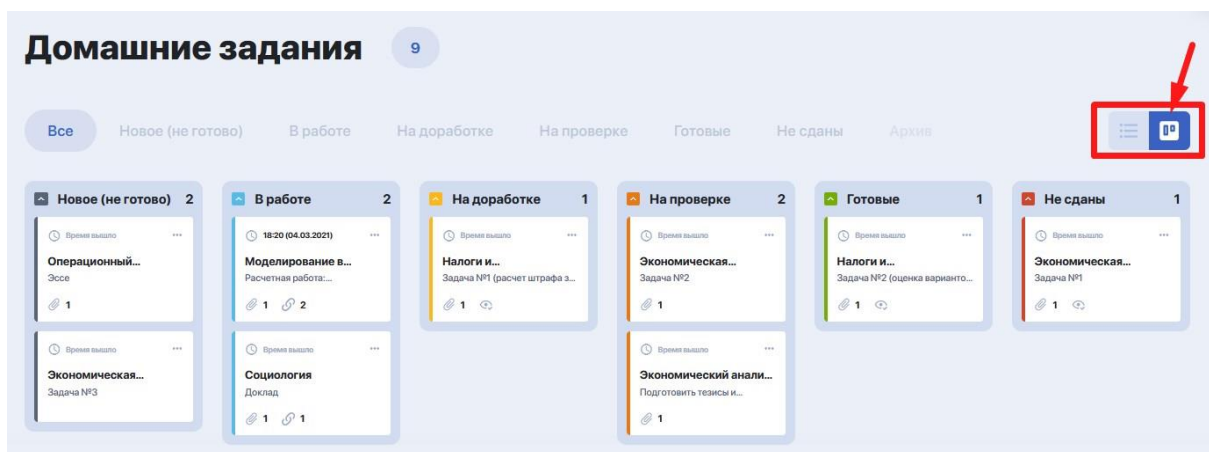 Домашние задания 9
Все Новое (не готово) В работе На доработке На проверке Готовые Не сданы Архив
Новое (не готово) 2
Время вышло
Операционный...
Эссе
1
Время вышло
Экономическая...
Задача №3
В работе 2
18:20 (04.03.2021)
Моделирование в...
Расчетная работа:...
1 2
Время вышло
Социология
Доклад
1 1
На доработке 1
Время вышло
Налоги и...
Задача №1 (расчет штрафа з...
1
На проверке 2
Время вышло
Экономическая...
Задача №2
1
Время вышло
Экономический анали...
Подготовить тезисы и...
1
Готовые 1
Время вышло
Налоги и...
Задача №2 (оценка варианто...
1
Не сданы 1
Время вышло
Экономическая...
Задача №1
1